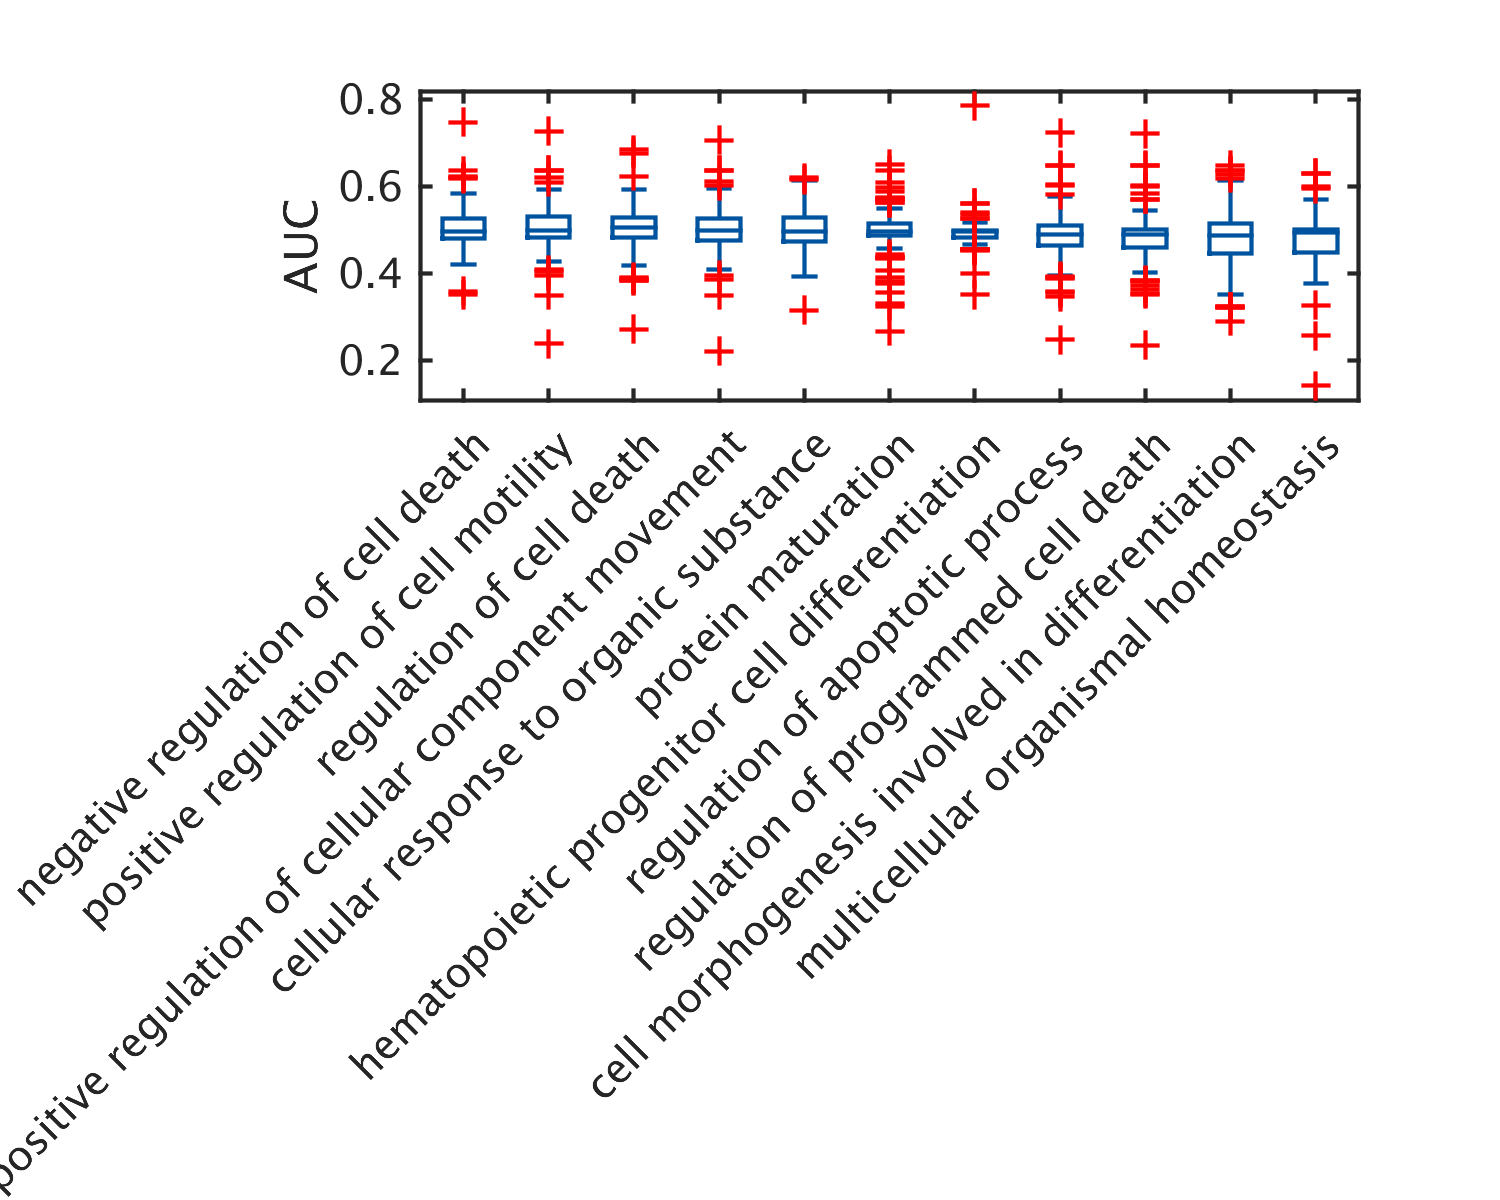 0.8
0.6
0.4
0.2
AUC
negative regulation of cell death
positive regulation of cell motility
regulation of cell death
positive regulation of cellular component movement
cellular response to organic substance
protein maturation
hematopoietic progenitor cell differentiation
regulation of apoptotic process
regulation of programmed cell death
cell morphogenesis involved in differentiation
multicellular organismal homeostasis